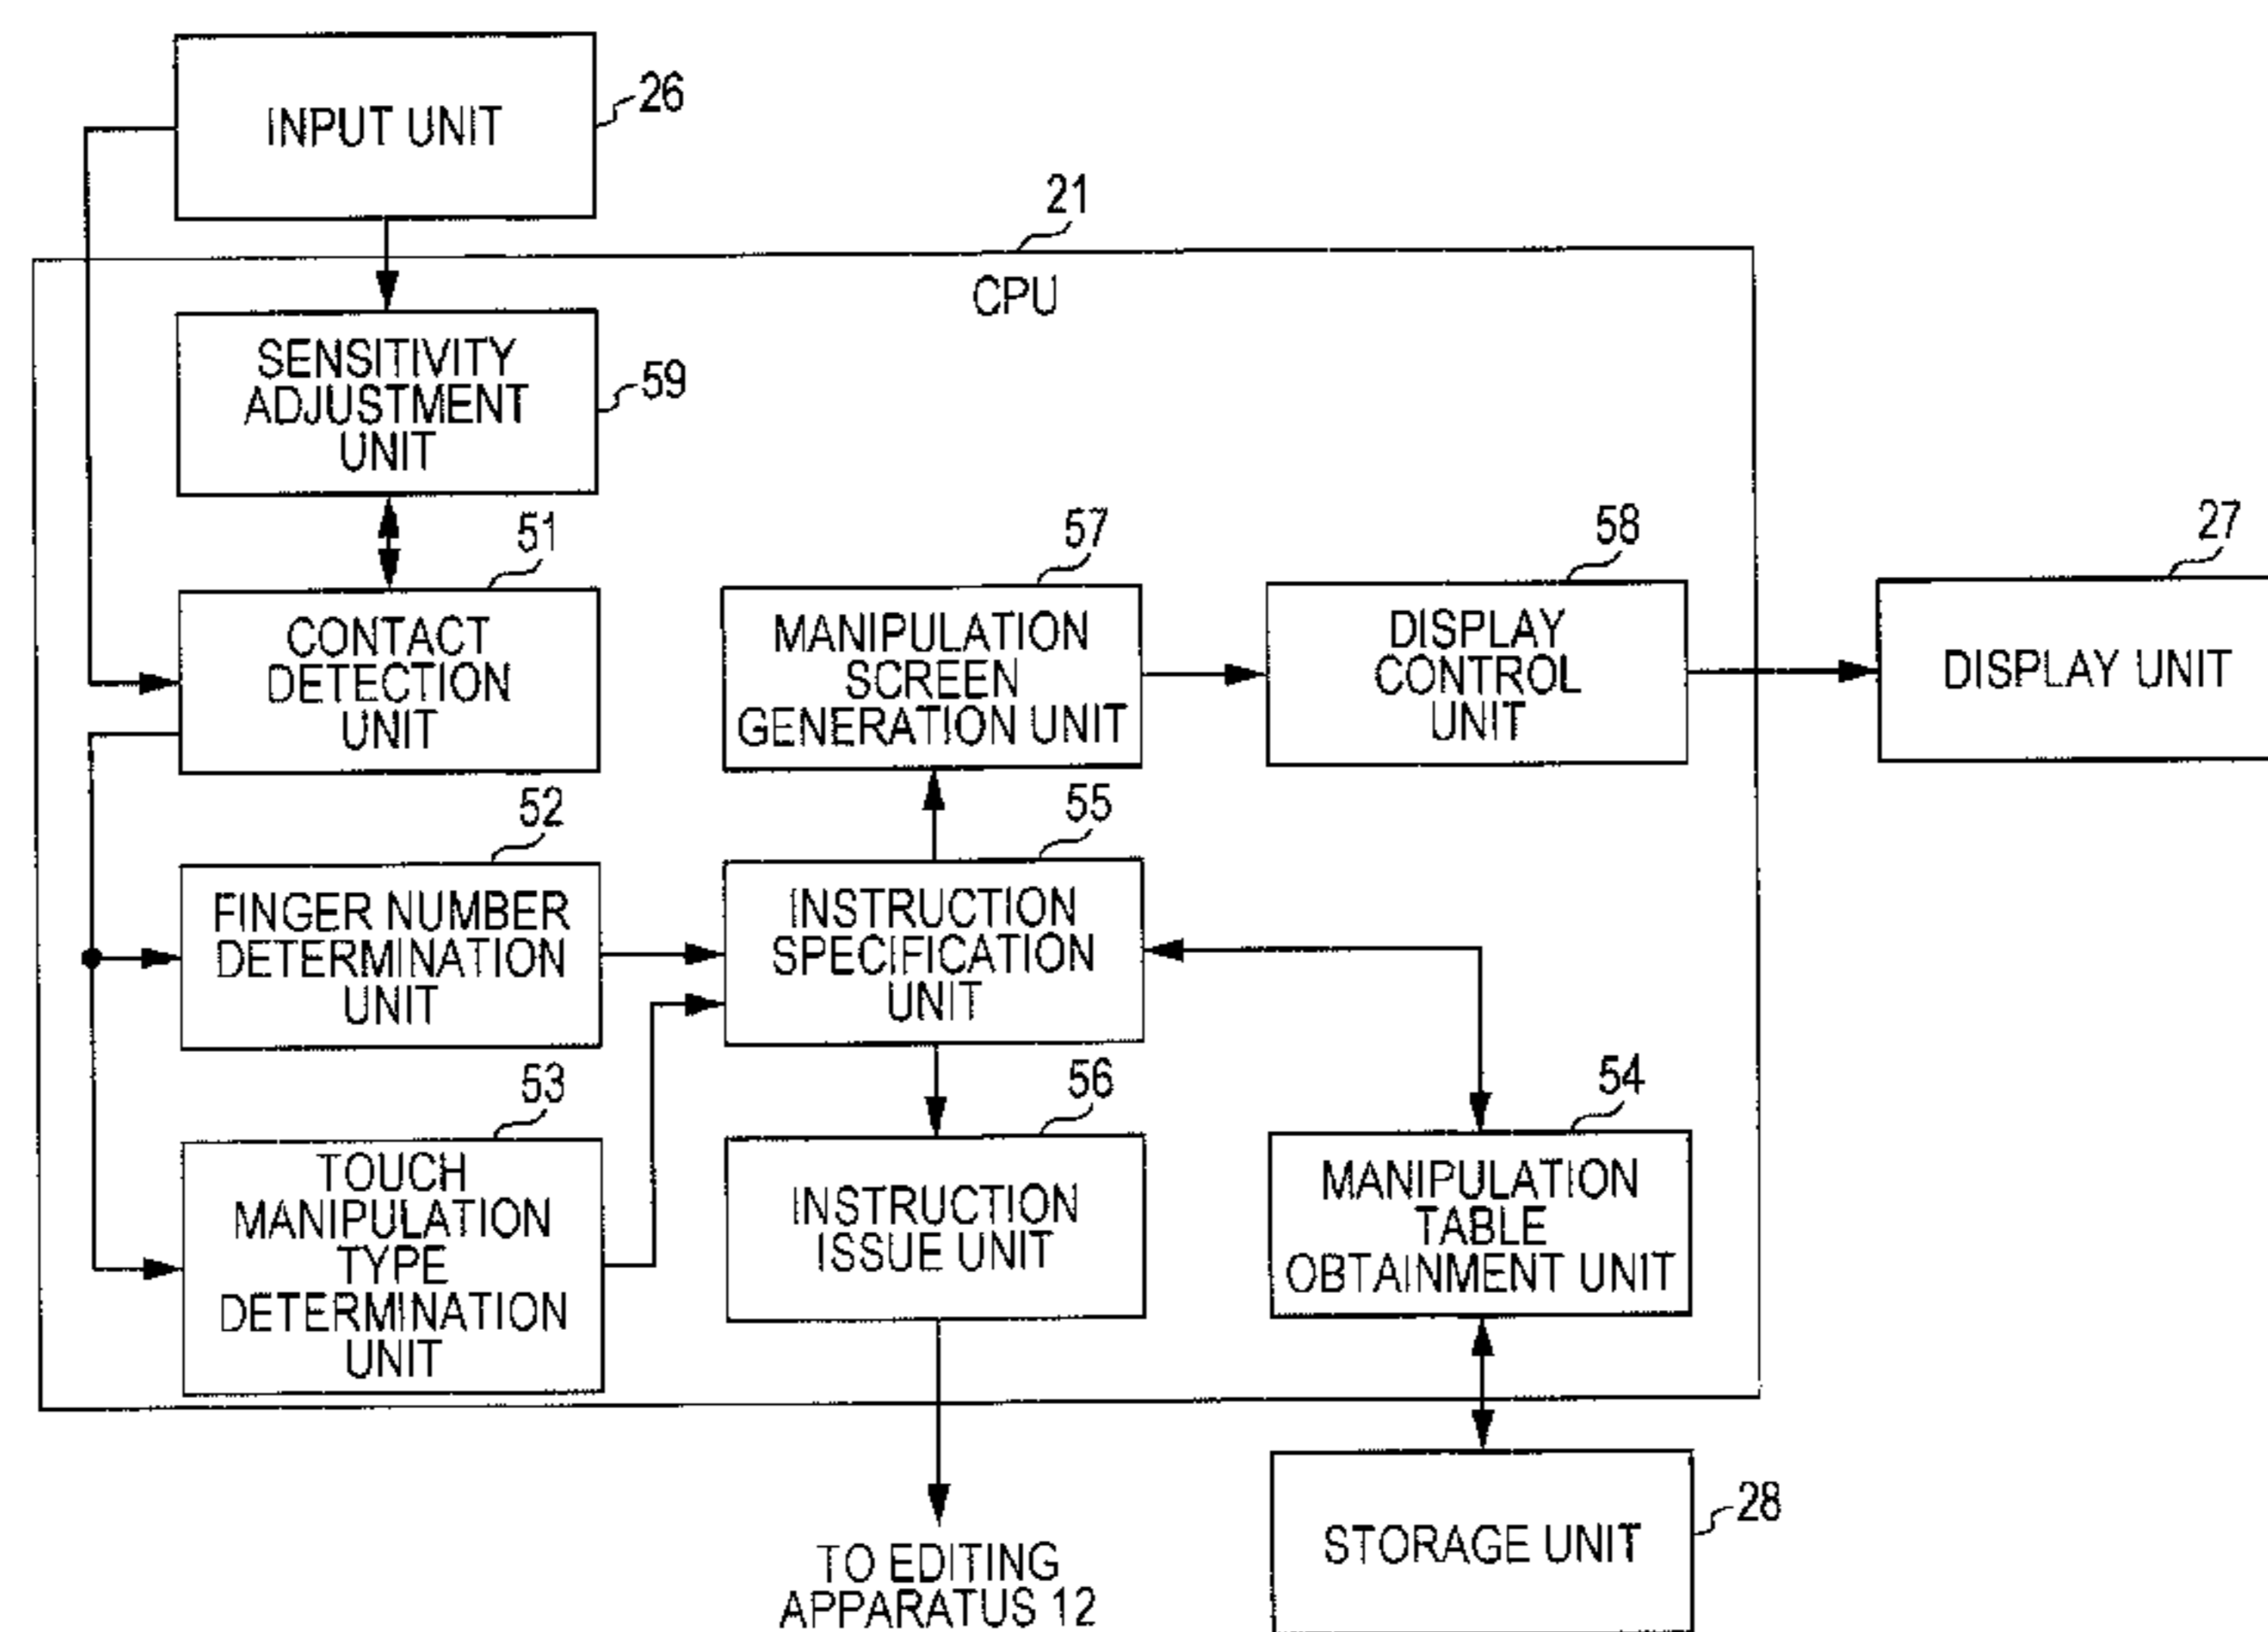 INPUT UNIT
26
21
CPU
SENSITIVITY
ADJUSTMENT
UNIT
59
51
CONTACT
DETECTION
UNIT
57
MANIPULATION
SCREEN
GENERATION UNIT
58
DISPLAY
CONTROL
UNIT
27
DISPLAY UNIT
52
FINGER NUMBER
DETERMINATION
UNIT
55
INSTRUCTION
SPECIFICATION
UNIT
53
TOUCH
MANIPULATION
TYPE
DETERMINATION
UNIT
56
INSTRUCTION
ISSUE UNIT
54
MANIPULATION
TABLE
OBTAINMENT UNIT
TO EDITING
APPARATUS 12
STORAGE UNIT
28